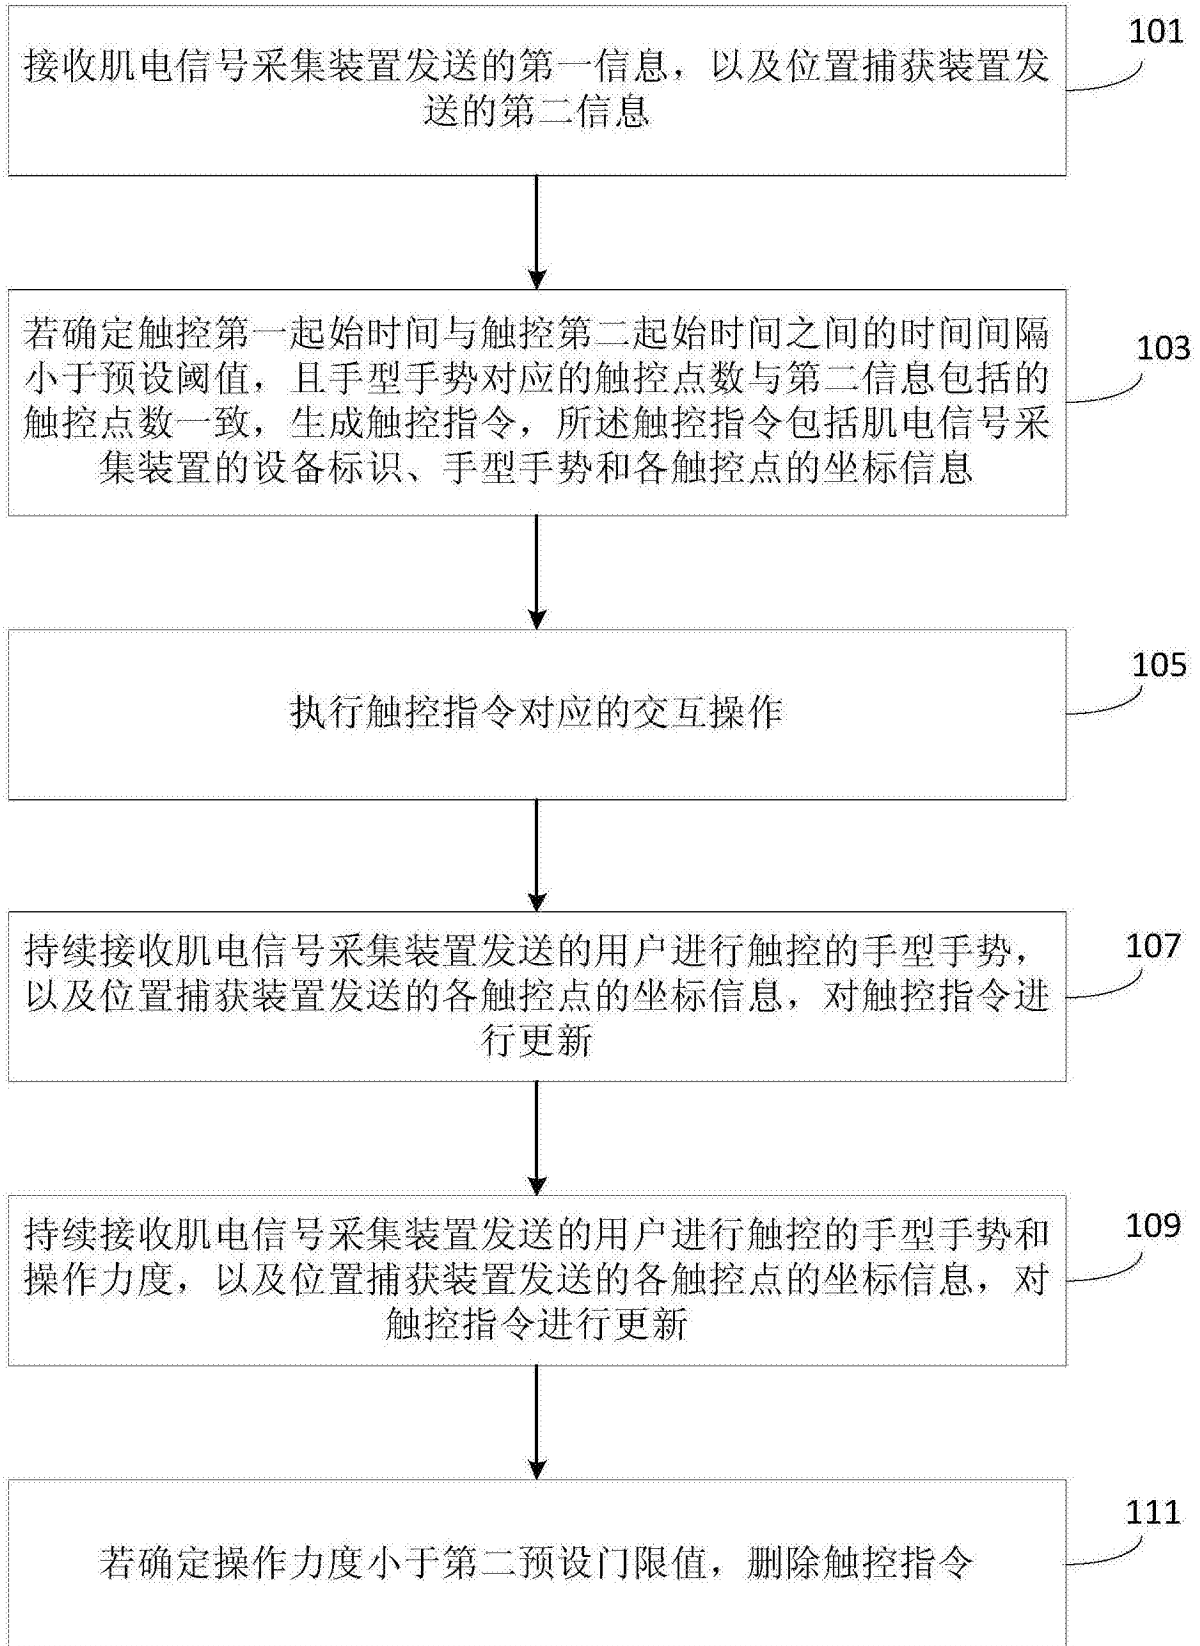 101
接收肌电信号采集装置发送的第一信息，以及位置捕获装置发
送的第二信息
103
若确定触控第一起始时间与触控第二起始时间之间的时间间隔
小于预设阈值，且手型手势对应的触控点数与第二信息包括的
触控点数一致，生成触控指令，所述触控指令包括肌电信号采
集装置的设备标识、手型手势和各触控点的坐标信息
105
执行触控指令对应的交互操作
107
持续接收肌电信号采集装置发送的用户进行触控的手型手势，
以及位置捕获装置发送的各触控点的坐标信息，对触控指令进
行更新
109
持续接收肌电信号采集装置发送的用户进行触控的手型手势和
操作力度，以及位置捕获装置发送的各触控点的坐标信息，对
触控指令进行更新
111
若确定操作力度小于第二预设门限值，删除触控指令